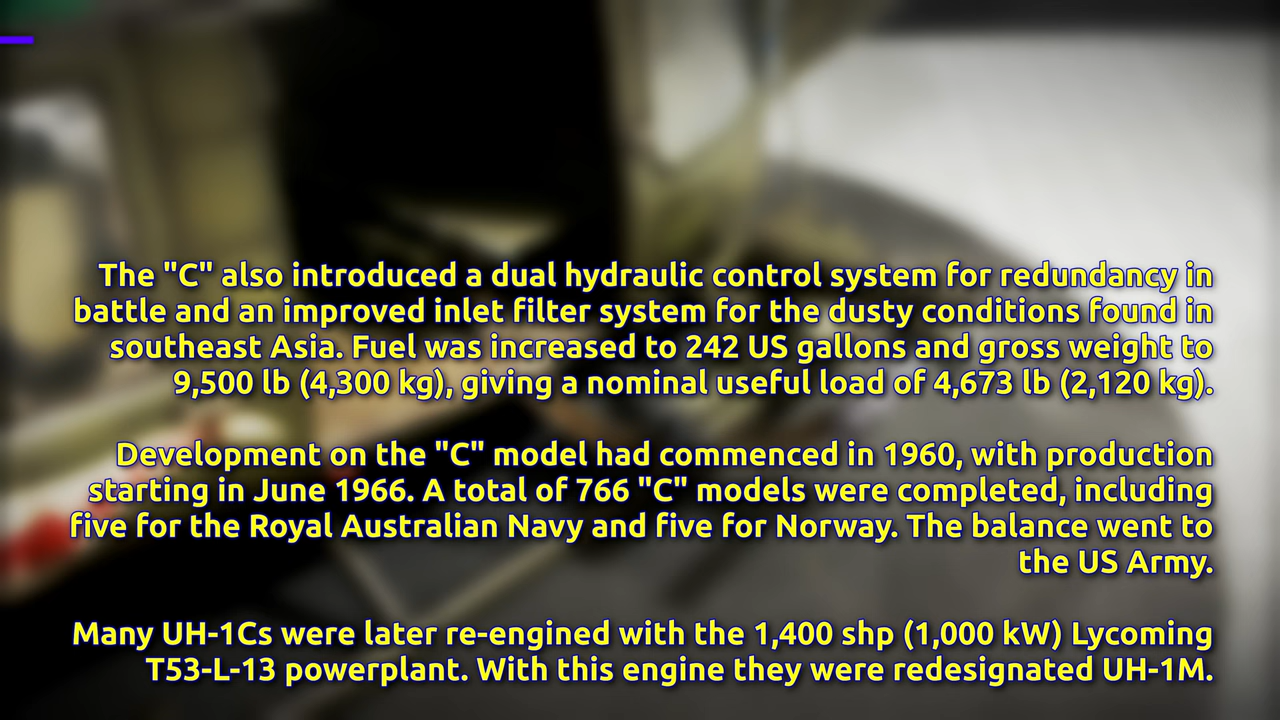 The "C" also introduced a dual hydraulic control system for redundancy in
battle and an improved inlet filter system for the dusty conditions found in
southeast Asia. Fuel was increased to 242 US gallons and gross weight to
9,500 lb (4,300 kg), giving a nominal useful load of 4,673 lb (2,120 kg).
Development on the "C" model had commenced in 1960, with production
starting in June 1966. A total of 766 "C" models were completed, including
five for the Royal Australian Navy and five for Norway. The balance went to
the US Army.
Many UH-1Cs were later re-engined with the 1,400 shp (1,000 kW) Lycoming
T53-L-13 powerplant. With this engine they were redesignated UH-1M.